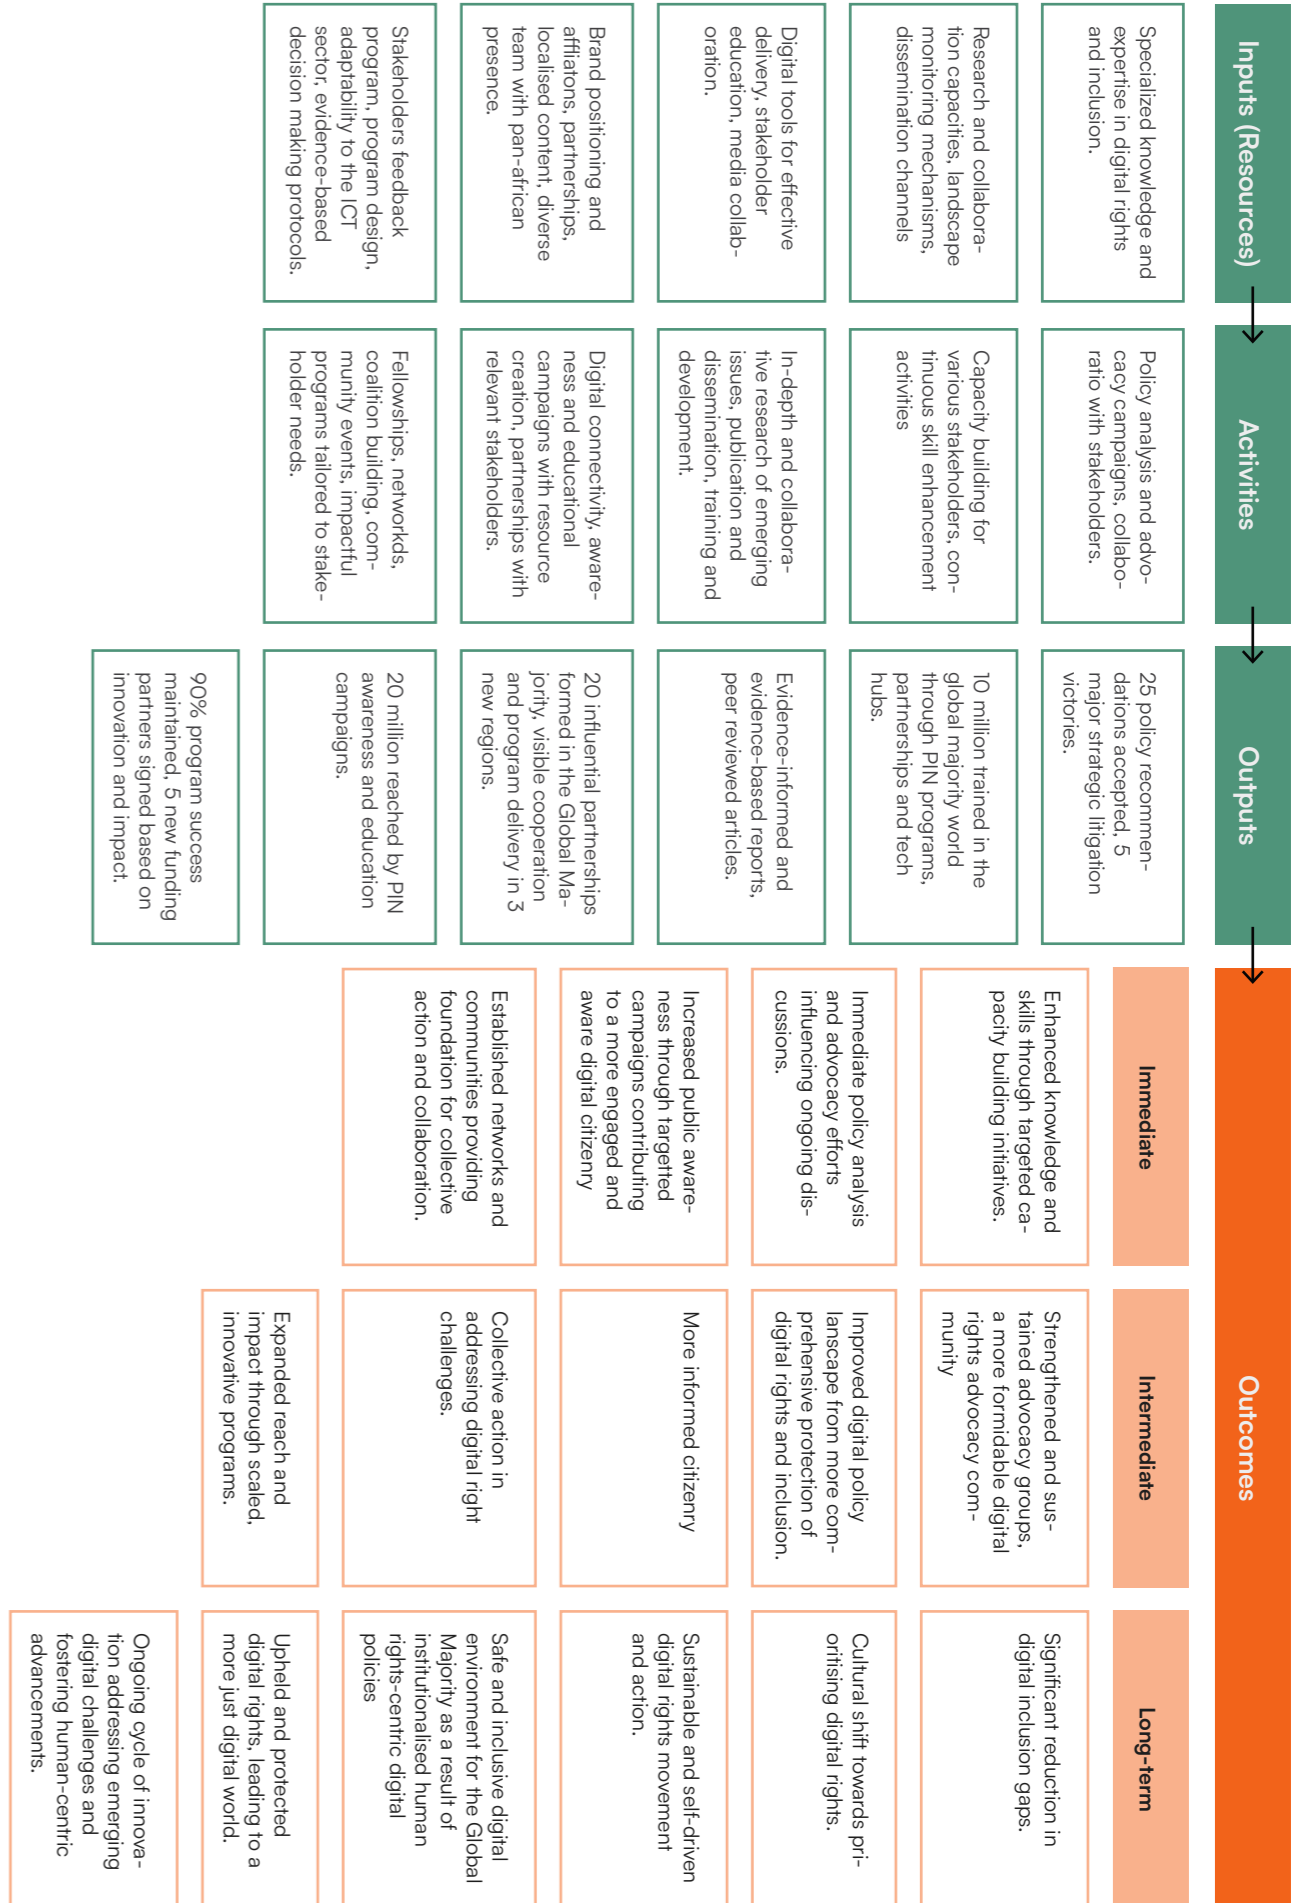 Inputs (Resources)
Specialized knowledge and
expertise in digital rights
and inclusion.
Research and collabora-
tion capacities, landscape
monitoring mechanisms,
dissemination channels
Digital tools for effective
delivery, stakeholder
education, media collab-
oration.
Brand positioning and
affiliatons, partnerships,
localised content, diverse
team with pan-african
presence.
Stakeholders feedback
program, program design,
adaptability to the ICT
sector, evidence-based
decision making protocols.
Activities
Policy analysis and advo-
cacy campaigns, collabo-
ratio with stakeholders.
Capacity building for
various stakeholders, con-
tinuous skill enhancement
activities
In-depth and collabora-
tive research of emerging
issues, publication and
dissemination, training and
development.
Digital connectivity, aware-
ness and educational
campaigns with resource
creation, partnerships with
relevant stakeholders.
Fellowships, networkds,
coalition building, com-
munity events, impactful
programs tailored to stake-
holder needs.
Outputs
25 policy recommen-
dations accepted, 5
major strategic litigation
victories.
10 million trained in the
global majority world
through PIN programs,
partnerships and tech
hubs.
Evidence-informed and
evidence-based reports,
peer reviewed articles.
20 influential partnerships
formed in the Global Ma-
jority, visible cooperation
and program delivery in 3
new regions.
20 million reached by PIN
awareness and education
campaigns.
90% program success
maintained, 5 new funding
partners signed based on
innovation and impact.
Outcomes
Immediate
Enhanced knowledge and
skills through targeted ca-
pacity building initiatives.
Immediate policy analysis
and advocacy efforts
influencing ongoing dis-
cussions.
Increased public aware-
ness through targetted
campaigns contributing
to a more engaged and
aware digital citizenry
Established networks and
communities providing
foundation for collective
action and collaboration.
Intermediate
Strengthened and sus-
tained advocacy groups,
a more formidable digital
rights advocacy com-
munity
Improved digital policy
lanscape from more com-
prehensive protection of
digital rights and inclusion.
More informed citizenry
Collective action in
addressing digital right
challenges.
Expanded reach and
impact through scaled,
innovative programs.
Long-term
Significant reduction in
digital inclusion gaps.
Cultural shift towards pri-
oritising digital rights.
Sustainable and self-driven
digital rights movement
and action.
Safe and inclusive digital
environment for the Global
Majority as a result of
institutionalised human
rights-centric digital
policies
Upheld and protected
digital rights, leading to a
more just digital world.
Ongoing cycle of innova-
tion addressing emerging
digital challenges and
fostering human-centric
advancements.